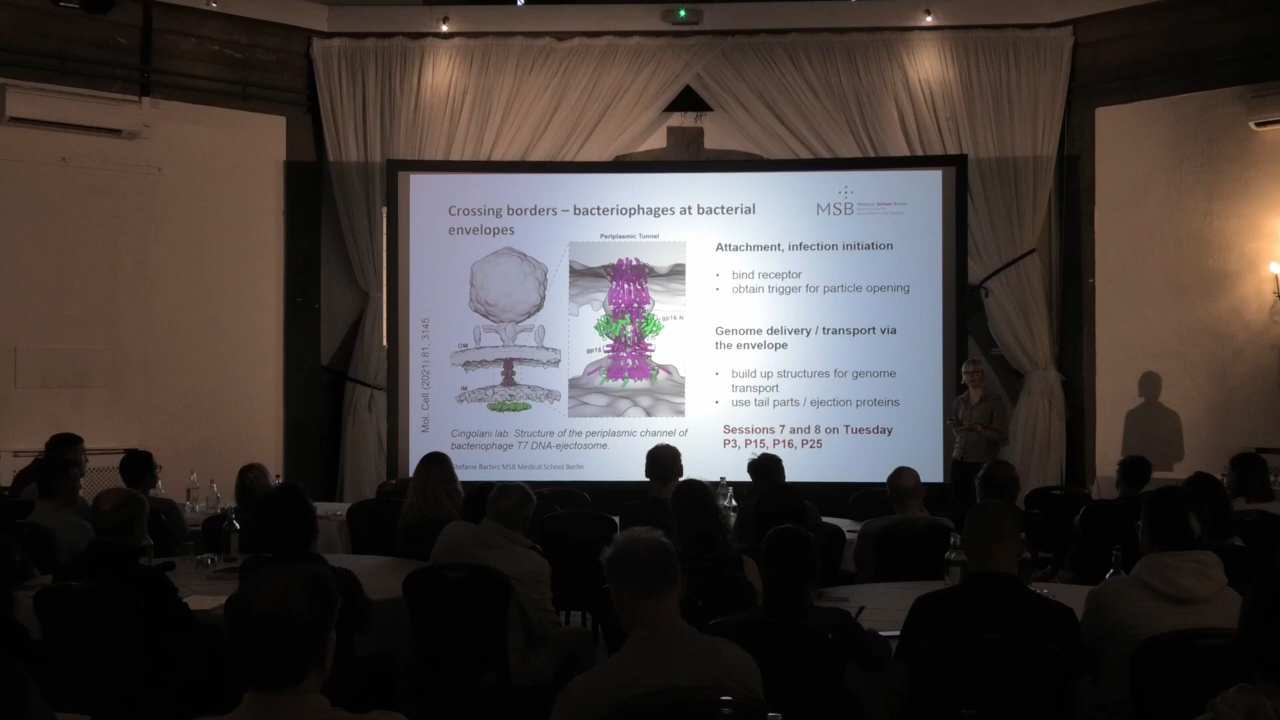 Crossing borders – bacteriophages at bacterial
envelopes
MSB
Periplasmic Tunnel
gp16 N
gp15
OM
IM
Mol. Cell (2021) 81, 3145.
Cingolani lab: Structure of the periplasmic channel of
bacteriophage T7 DNA-ejectosome.
Stefanie Barbirz MSB Medical School Berlin
Attachment, infection initiation
• bind receptor
• obtain trigger for particle opening
Genome delivery / transport via
the envelope
• build up structures for genome
transport
• use tail parts / ejection proteins
Sessions 7 and 8 on Tuesday
P3, P15, P16, P25